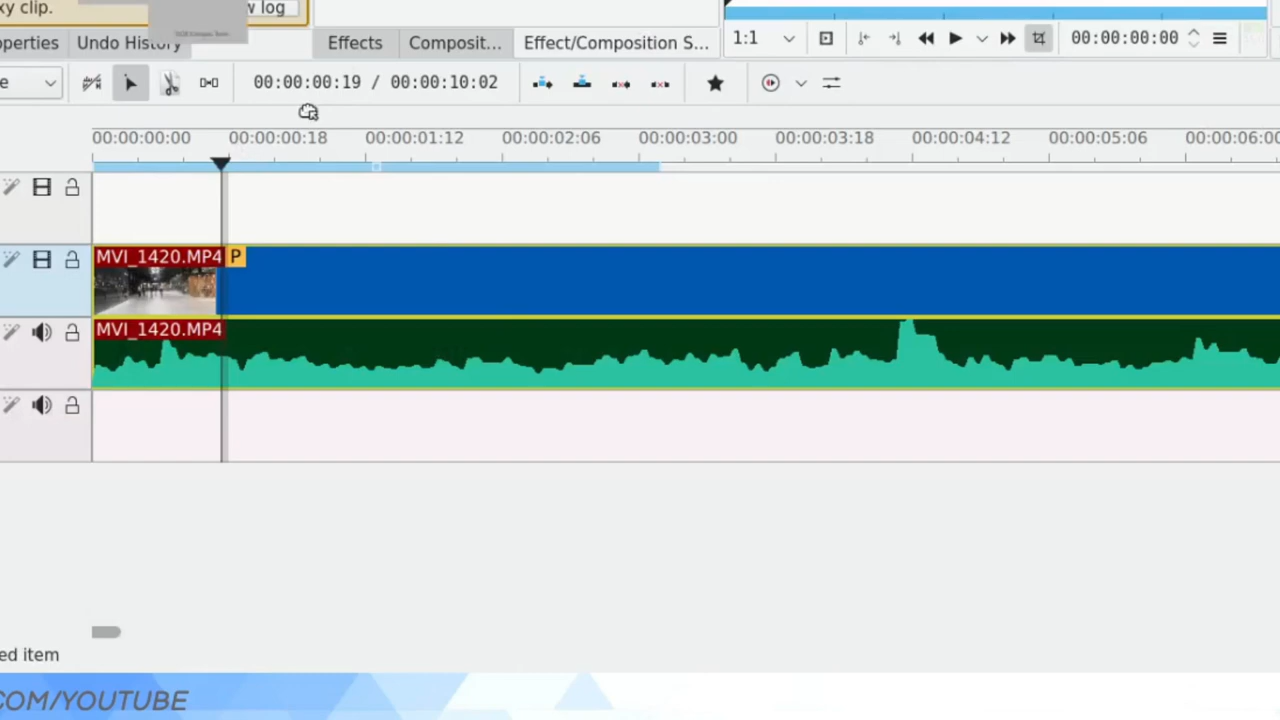 xy clip.
w log
operties
Undo History
Effects
Composit...
Effect/Composition S...
1:1
00:00:00:00
e
00:00:00:19 / 00:00:10:02
00:00:00:00
00:00:00:18
00:00:01:12
00:00:02:06
00:00:03:00
00:00:03:18
00:00:04:12
00:00:05:06
00:00:06:00
MVI_1420.MP4
P
MVI_1420.MP4
ed item
COM/YOUTUBE